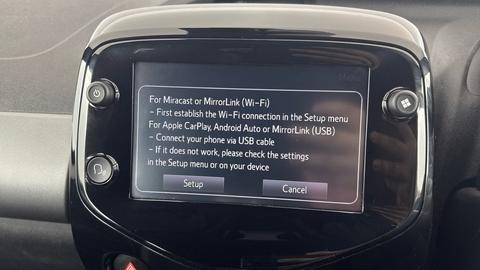 For Miracast or MirrorLink (Wi-Fi)
– First establish the Wi-Fi connection in the Setup menu
For Apple CarPlay, Android Auto or MirrorLink (USB)
– Connect your phone via USB cable
– If it does not work, please check the settings
in the Setup menu or on your device
Setup Cancel